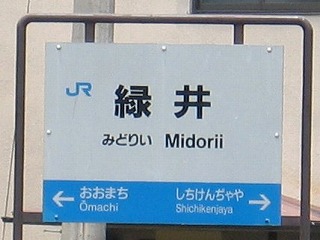 JR
緑井
みどりい Midorii
← おおまち しちけんぢゃや →
Ōmachi Shichikenjaya